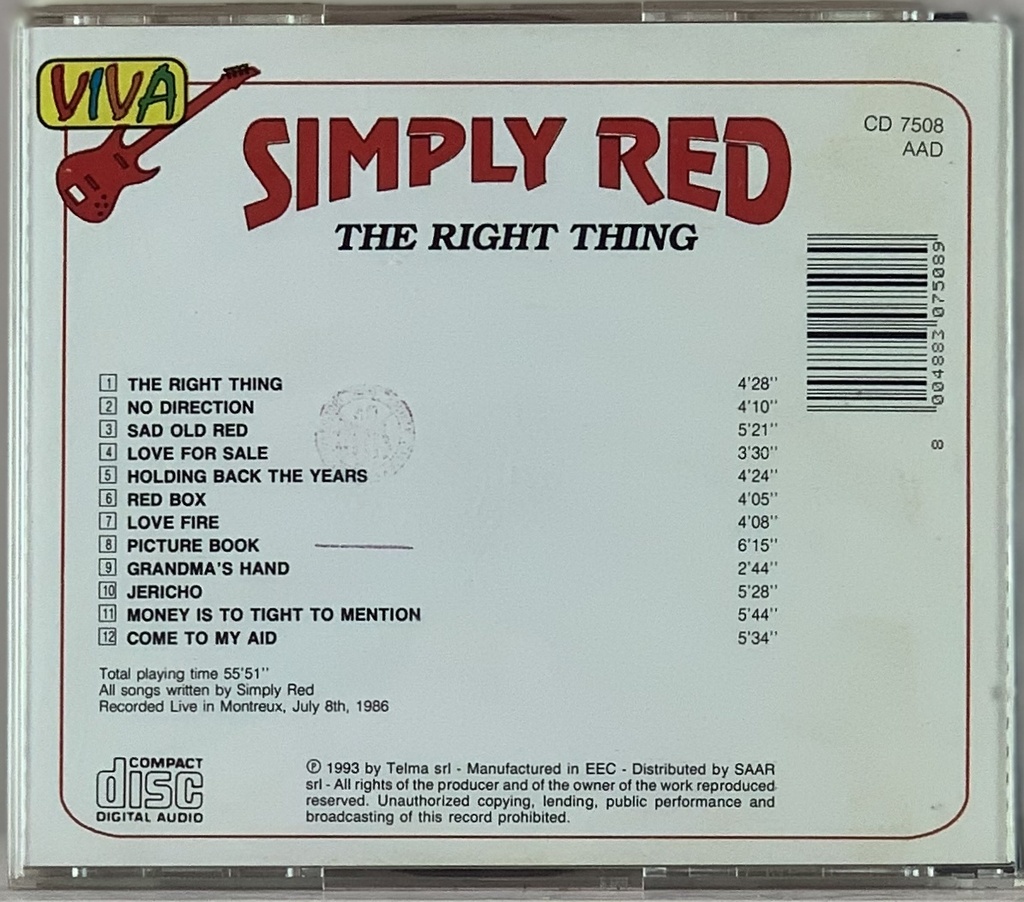 VIVA
SIMPLY RED
THE RIGHT THING
CD 7508
AAD
8 004883 075089
1 THE RIGHT THING 4'28''
2 NO DIRECTION 4'10''
3 SAD OLD RED 5'21''
4 LOVE FOR SALE 3'30''
5 HOLDING BACK THE YEARS 4'24''
6 RED BOX 4'05''
7 LOVE FIRE 4'08''
8 PICTURE BOOK 6'15''
9 GRANDMA'S HAND 2'44''
10 JERICHO 5'28''
11 MONEY IS TO TIGHT TO MENTION 5'44''
12 COME TO MY AID 5'34''
Total playing time 55'51''
All songs written by Simply Red
Recorded Live in Montreux, July 8th, 1986
COMPACT
disc
DIGITAL AUDIO
℗ 1993 by Telma srl - Manufactured in EEC - Distributed by SAAR
srl - All rights of the producer and of the owner of the work reproduced
reserved. Unauthorized copying, lending, public performance and
broadcasting of this record prohibited.